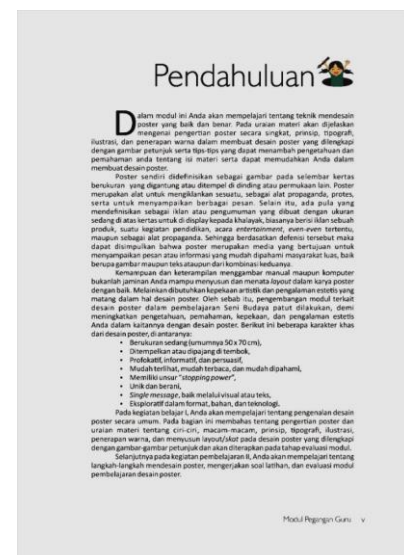 Pendahuluan
Dalam modul ini Anda akan mempelajari tentang teknik mendesain
poster yang baik dan benar. Pada uraian materi akan dijelaskan
mengenai pengertian poster secara singkat, prinsip, tipografi,
ilustrasi, dan penerapan warna dalam membuat desain poster yang dilengkapi
dengan gambar petunjuk serta tips-tips yang dapat menambah pengetahuan dan
pemahaman anda tentang isi materi serta dapat memudahkan Anda dalam
membuat desain poster.
Poster sendiri didefinisikan sebagai gambar pada selembar kertas
berukuran yang digantung atau ditempel di dinding atau permukaan lain. Poster
merupakan alat untuk mengiklankan sesuatu, sebagai alat propaganda, protes,
serta untuk menyampaikan berbagai pesan. Selain itu, ada pula yang
mendefinisikan sebagai iklan atau pengumuman yang dibuat dengan ukuran
sedang di atas kertas untuk di display kepada khalayak, biasanya berisi iklan sebuah
produk, suatu kegiatan pendidikan, acara entertainment, even-even tertentu,
maupun sebagai alat propaganda. Sehingga berdasatkan defenisi tersebut maka
dapat disimpulkan bahwa poster merupakan media yang bertujuan untuk
menyampaikan pesan atau informasi yang mudah dipahami masyarakat luas, baik
berupa gambar maupun teks ataupun dari kombinasi keduanya.
Kemampuan dan keterampilan menggambar manual maupun komputer
bukanlah jaminan Anda mampu menyusun dan menata layout dalam karya poster
dengan baik. Melainkan dibutuhkan kepekaan artistik dan pengalaman estetis yang
matang dalam hal desain poster. Oleh sebab itu, pengembangan modul terkait
desain poster dalam pembelajaran Seni Budaya patut dilakukan, demi
meningkatkan pengetahuan, pemahaman, kepekaan, dan pengalaman estetis
Anda dalam kaitannya dengan desain poster. Berikut ini beberapa karakter khas
dari desain poster, di antaranya:
• Berukuran sedang (umumnya 50 x 70 cm),
• Ditempelkan atau dipajang di tembok,
• Profokatif, informatif, dan persuasif,
• Mudah terlihat, mudah terbaca, dan mudah dipahami,
• Memiliki unsur "stopping power",
• Unik dan berani,
• Single message, baik melalui visual atau teks,
• Eksploratif dalam format, bahan, dan teknologi.
Pada kegiatan belajar I, Anda akan mempelajari tentang pengenalan desain
poster secara umum. Pada bagian ini membahas tentang pengertian poster dan
uraian materi tentang ciri-ciri, macam-macam, prinsip, tipografi, ilustrasi,
penerapan warna, dan menyusun layout/skat pada desain poster yang dilengkapi
dengan gambar-gambar petunjuk dan akan diterapkan pada tahap evaluasi modul.
Selanjutnya pada kegiatan pembelajaran II, Anda akan mempelajari tentang
langkah-langkah mendesain poster, mengerjakan soal latihan, dan evaluasi modul
pembelajaran desain poster.
Modul Pegangan Guru v